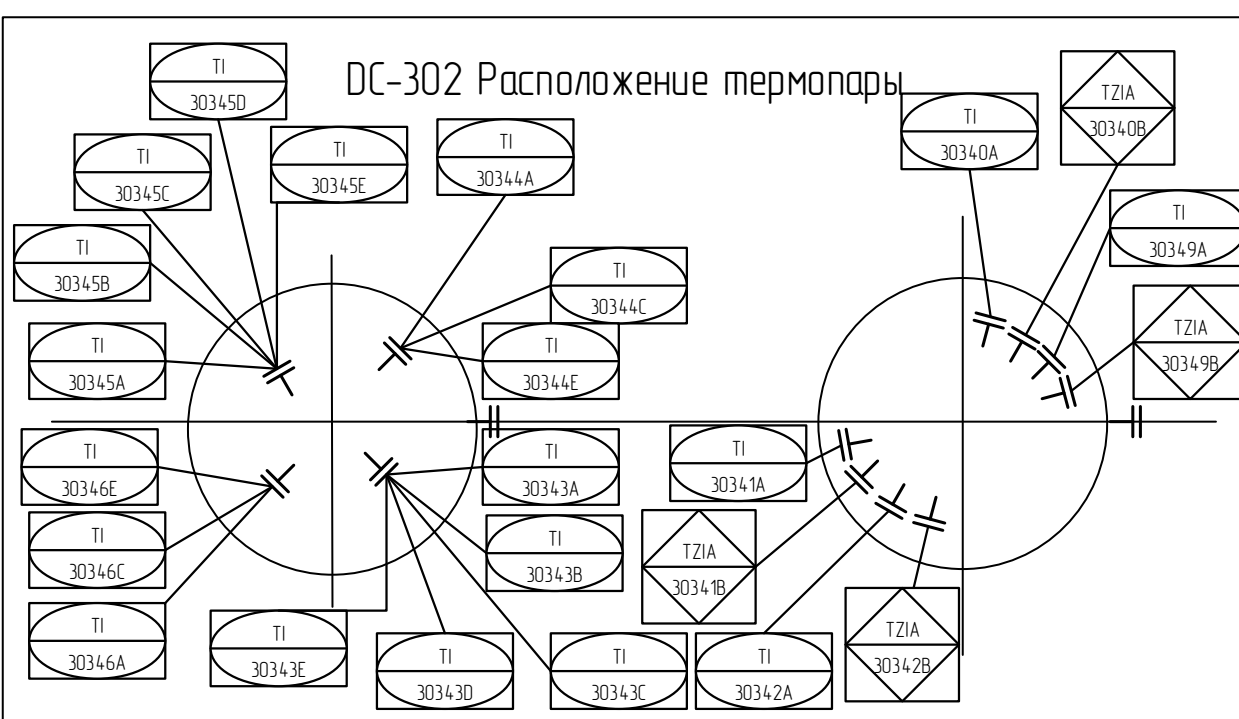 DC-302 Расположение термопары
TI
30345D
TI
30345C
TI
30345E
TI
30344A
TI
30345B
TI
30344C
TI
30345A
TI
30344E
TI
30340A
TZIA
30340B
TI
30349A
TZIA
30349B
TI
30346E
TI
30343A
TI
30341A
TI
30346C
TI
30343B
TZIA
30341B
TI
30346A
TI
30343E
TI
30343D
TI
30343C
TI
30342A
TZIA
30342B